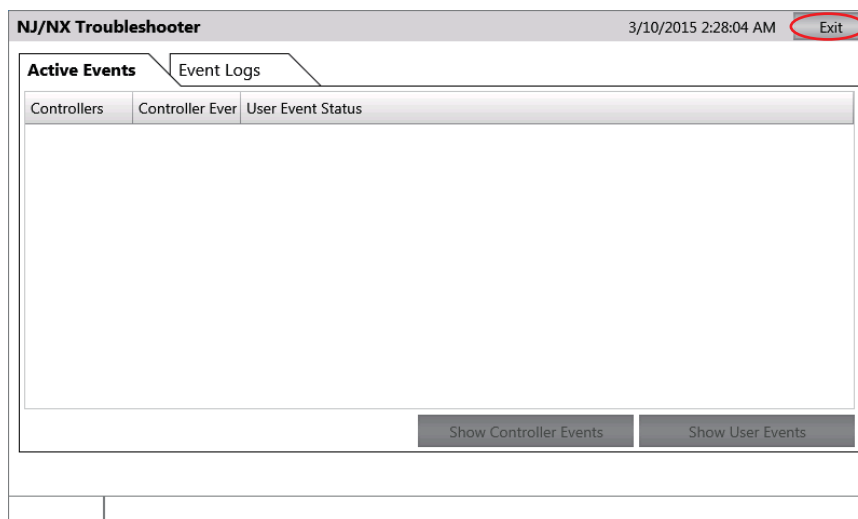 NJ/NX Troubleshooter 3/10/2015 2:28:04 AM Exit
Active Events Event Logs
Controllers Controller Ever User Event Status
Show Controller Events Show User Events